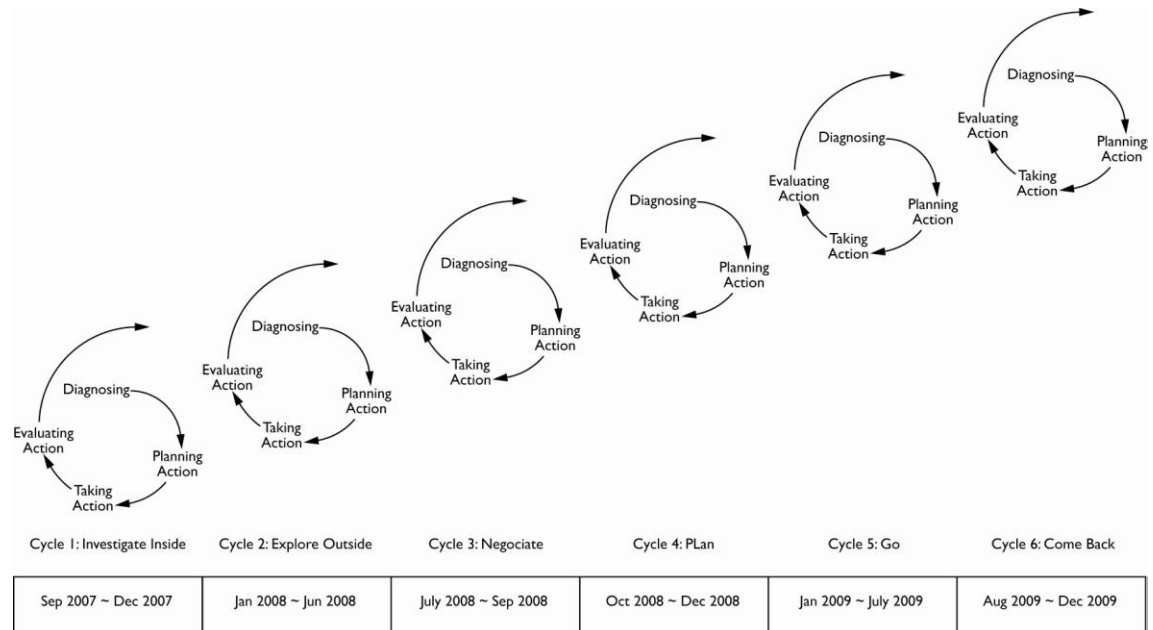 Diagnosing
Planning
Action
Taking
Action
Evaluating
Action
Diagnosing
Planning
Action
Taking
Action
Evaluating
Action
Diagnosing
Planning
Action
Taking
Action
Evaluating
Action
Diagnosing
Planning
Action
Taking
Action
Evaluating
Action
Diagnosing
Planning
Action
Taking
Action
Evaluating
Action
Diagnosing
Planning
Action
Taking
Action
Evaluating
Action
Cycle 1: Investigate Inside
Cycle 2: Explore Outside
Cycle 3: Negociate
Cycle 4: PLan
Cycle 5: Go
Cycle 6: Come Back
Sep 2007 ~ Dec 2007
Jan 2008 ~ Jun 2008
July 2008 ~ Sep 2008
Oct 2008 ~ Dec 2008
Jan 2009 ~ July 2009
Aug 2009 ~ Dec 2009